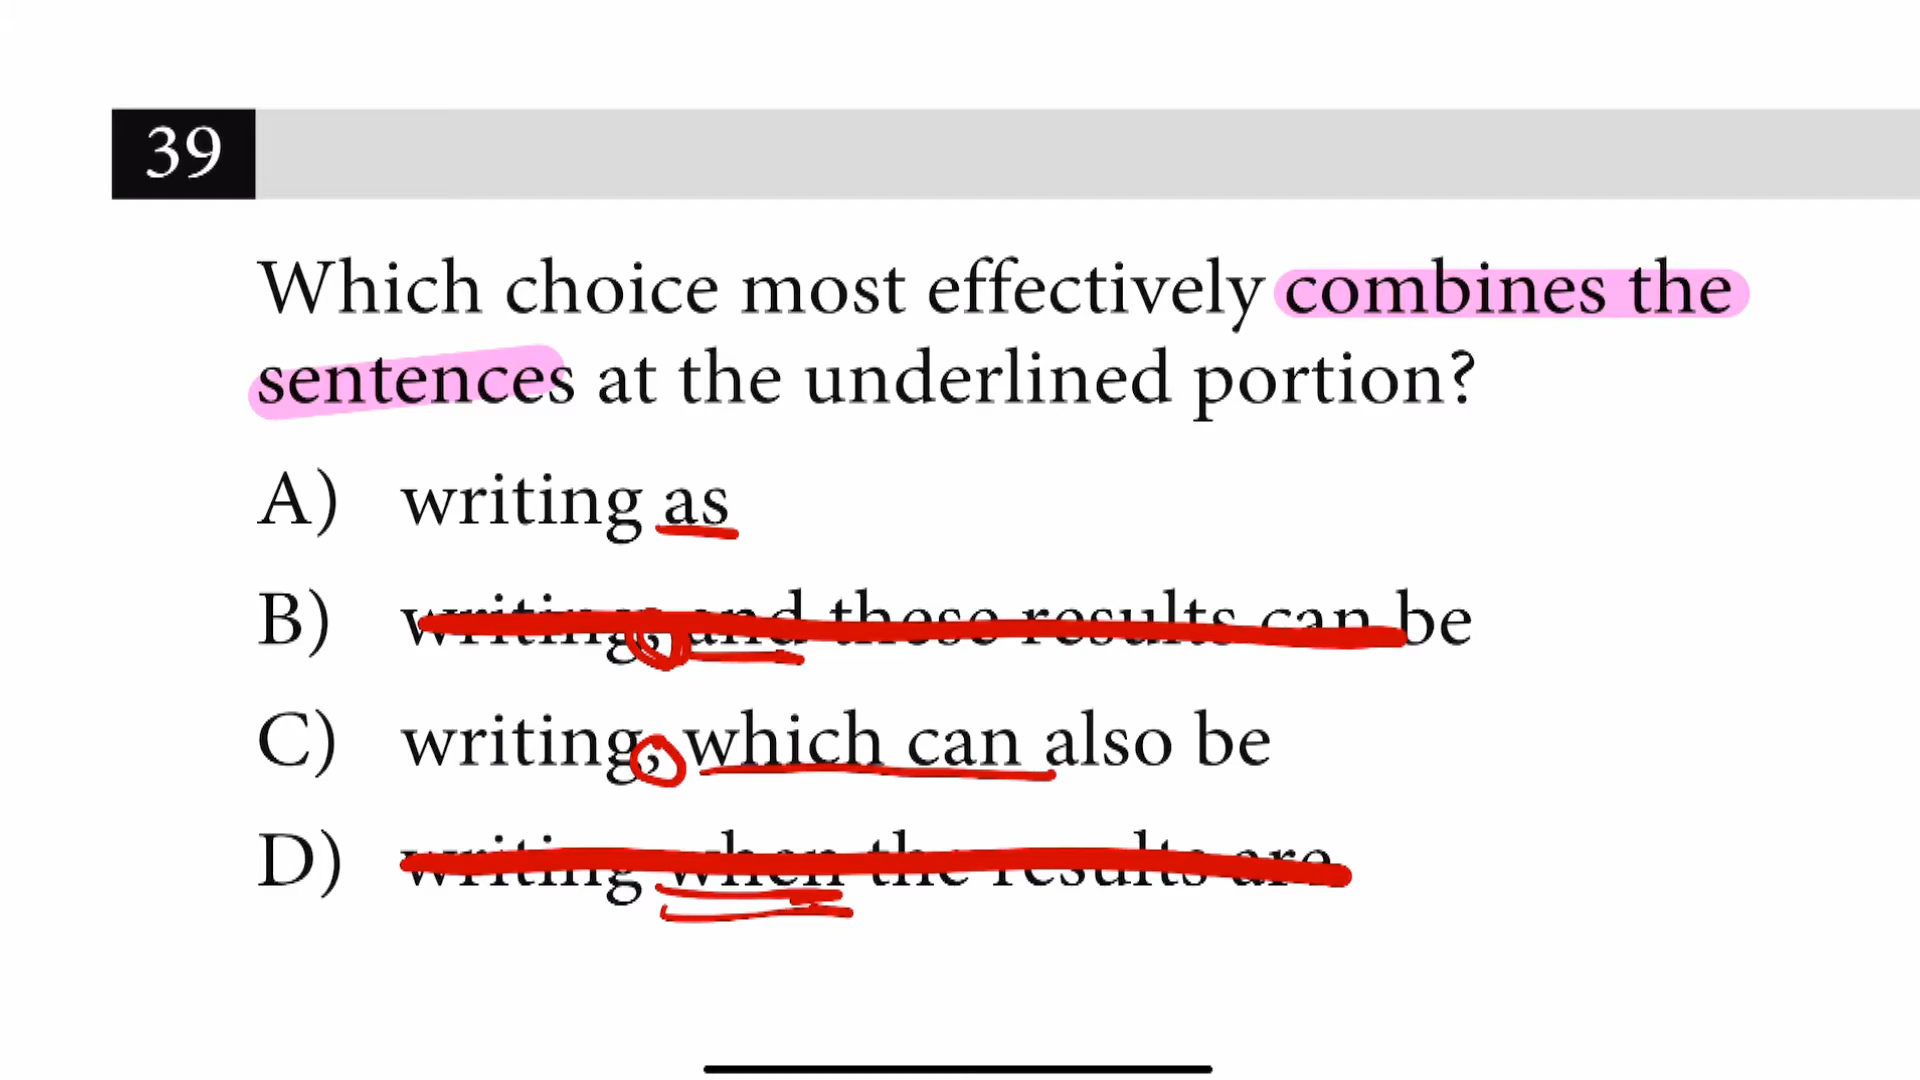 39
Which choice most effectively combines the
sentences at the underlined portion?
A) writing as
B) writing, and these results can be
C) writing, which can also be
D) writing when the results are